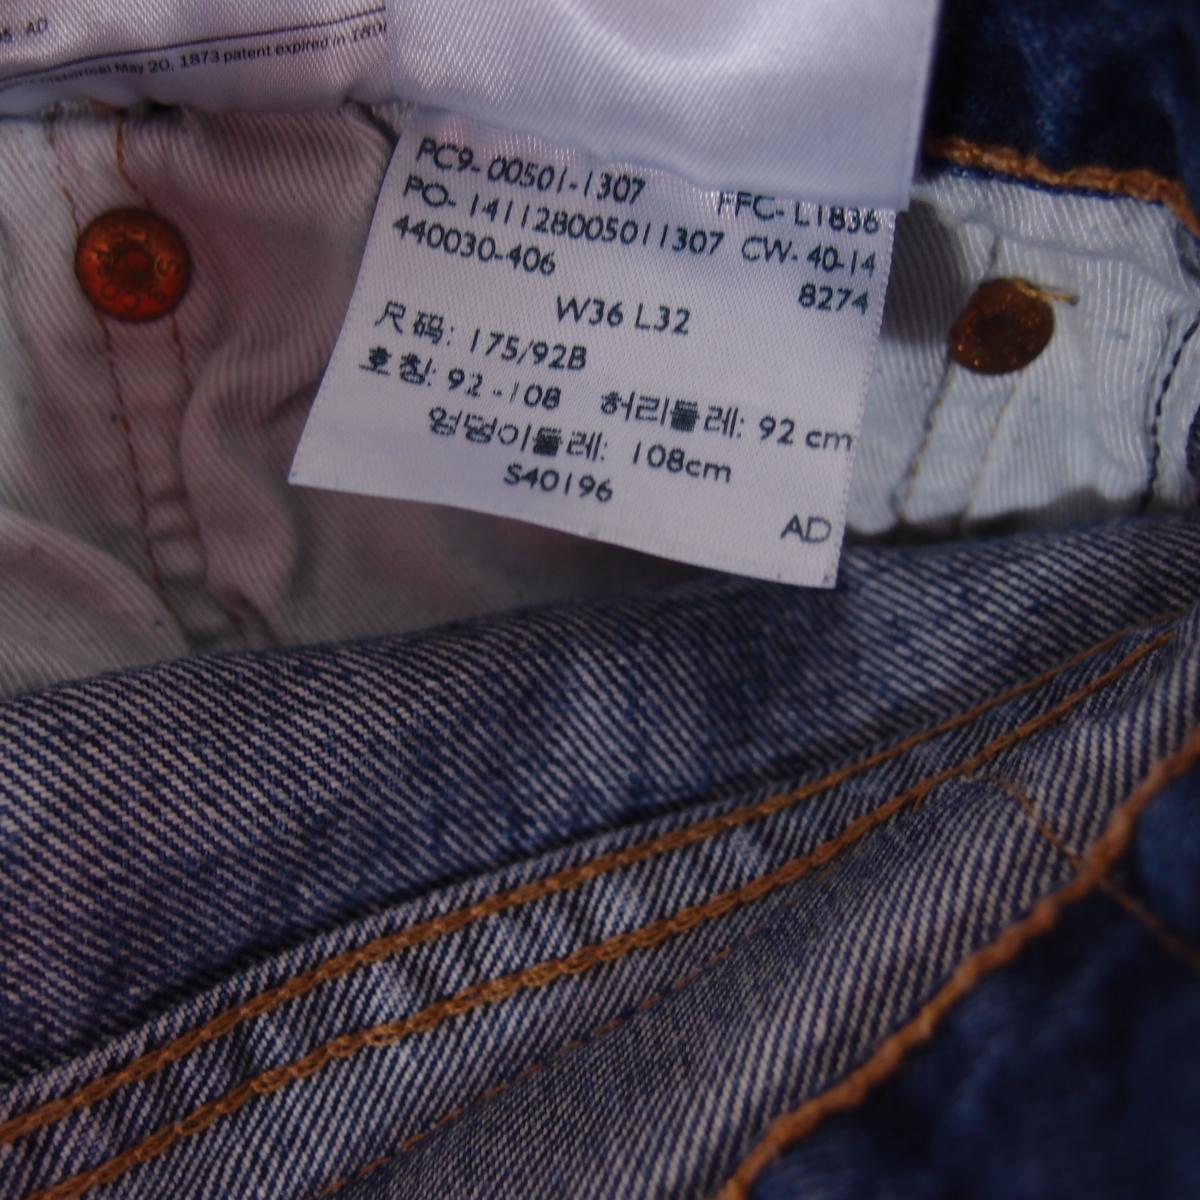 AD
May 20, 1873 patent expired in
PC9-00501-1307 FFC-L1836
PO-141128005011307 CW-40-14
440030-406 8274
W36 L32
尺码: 175/92B
호칭: 92-108 허리둘레: 92 cm
엉덩이둘레: 108cm
S40196
AD